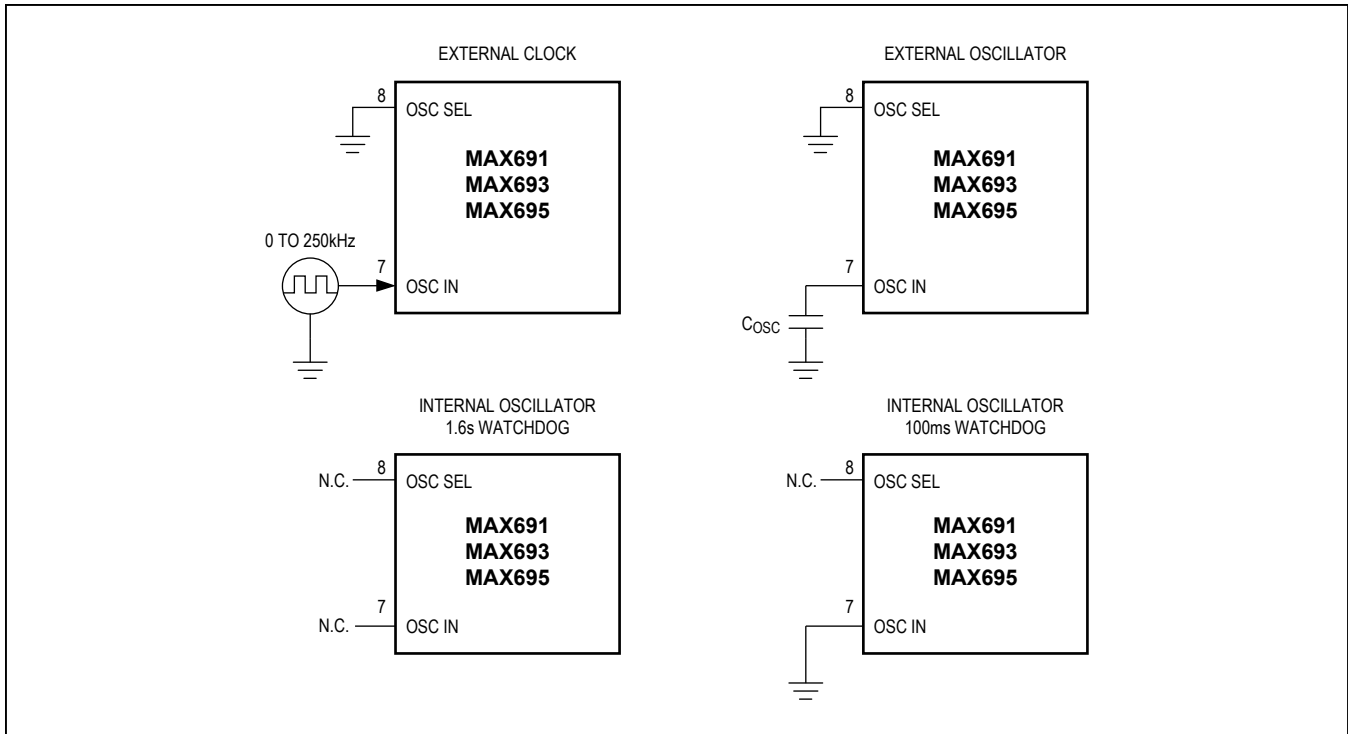 EXTERNAL CLOCK
8
OSC SEL
MAX691
MAX693
MAX695
0 TO 250kHz
7
OSC IN
EXTERNAL OSCILLATOR
8
OSC SEL
MAX691
MAX693
MAX695
7
OSC IN
COSC
INTERNAL OSCILLATOR
1.6s WATCHDOG
N.C.
8
OSC SEL
MAX691
MAX693
MAX695
7
N.C.
OSC IN
INTERNAL OSCILLATOR
100ms WATCHDOG
N.C.
8
OSC SEL
MAX691
MAX693
MAX695
7
OSC IN